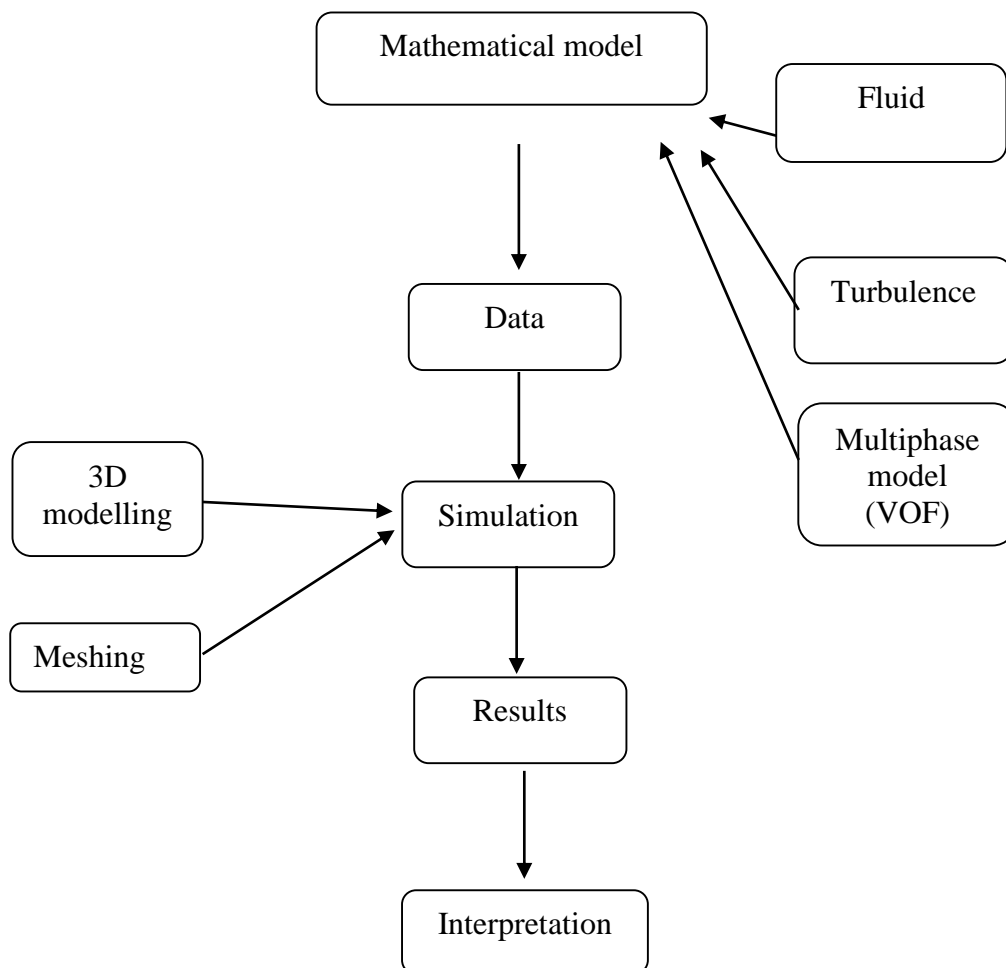 Mathematical model
Fluid
Turbulence
Data
Multiphase
model
(VOF)
3D
modelling
Simulation
Meshing
Results
Interpretation